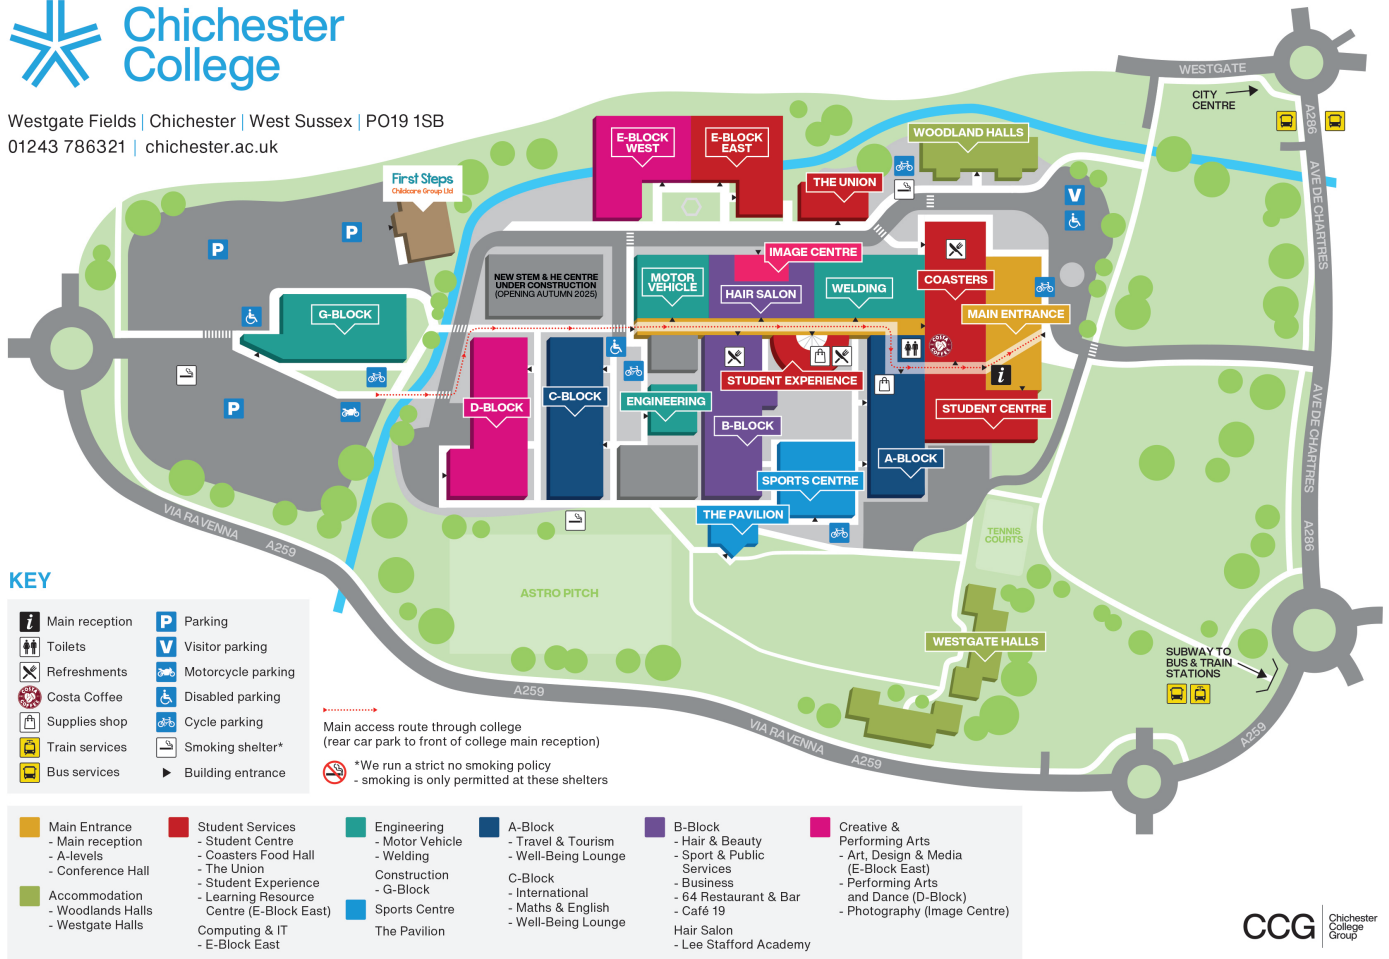 Chichester
College
Westgate Fields | Chichester | West Sussex | PO19 1SB
01243 786321 | chichester.ac.uk
WESTGATE
CITY
CENTRE
A286
AVE DE CHARTRES
E-BLOCK
WEST
E-BLOCK
EAST
WOODLAND HALLS
THE UNION
First Steps
Childcare Group Ltd
P
P
V
IMAGE CENTRE
NEW STEM & HE CENTRE
UNDER CONSTRUCTION
(OPENING AUTUMN 2025)
MOTOR
VEHICLE
HAIR SALON
WELDING
COASTERS
G-BLOCK
MAIN ENTRANCE
COSTA
COFFEE
STUDENT EXPERIENCE
i
D-BLOCK
C-BLOCK
ENGINEERING
B-BLOCK
STUDENT CENTRE
P
A-BLOCK
SPORTS CENTRE
THE PAVILION
AVE DE CHARTRES
A286
VIA RAVENNA
A259
TENNIS
COURTS
ASTRO PITCH
WESTGATE HALLS
SUBWAY TO
BUS & TRAIN
STATIONS
A259
VIA RAVENNA
A259
A259
KEY
i Main reception
Toilets
Refreshments
COSTA COFFEE Costa Coffee
Supplies shop
Train services
Bus services
P Parking
V Visitor parking
Motorcycle parking
Disabled parking
Cycle parking
Smoking shelter*
Building entrance
Main access route through college
(rear car park to front of college main reception)
*We run a strict no smoking policy
- smoking is only permitted at these shelters
Main Entrance
- Main reception
- A-levels
- Conference Hall
Accommodation
- Woodlands Halls
- Westgate Halls
Student Services
- Student Centre
- Coasters Food Hall
- The Union
- Student Experience
- Learning Resource
Centre (E-Block East)
Computing & IT
- E-Block East
Engineering
- Motor Vehicle
- Welding
Construction
- G-Block
Sports Centre
The Pavilion
A-Block
- Travel & Tourism
- Well-Being Lounge
C-Block
- International
- Maths & English
- Well-Being Lounge
B-Block
- Hair & Beauty
- Sport & Public
Services
- Business
- 64 Restaurant & Bar
- Café 19
Hair Salon
- Lee Stafford Academy
Creative &
Performing Arts
- Art, Design & Media
(E-Block East)
- Performing Arts
and Dance (D-Block)
- Photography (Image Centre)
CCG
Chichester
College
Group